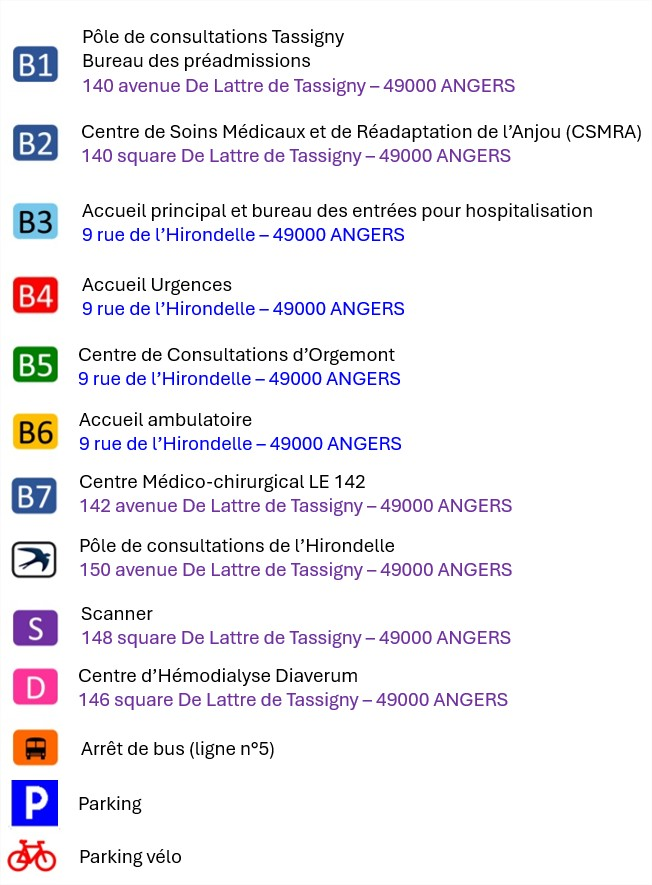 B1
Pôle de consultations Tassigny
Bureau des préadmissions
140 avenue De Lattre de Tassigny – 49000 ANGERS
B2
Centre de Soins Médicaux et de Réadaptation de l’Anjou (CSMRA)
140 square De Lattre de Tassigny – 49000 ANGERS
B3
Accueil principal et bureau des entrées pour hospitalisation
9 rue de l’Hirondelle – 49000 ANGERS
B4
Accueil Urgences
9 rue de l’Hirondelle – 49000 ANGERS
B5
Centre de Consultations d’Orgemont
9 rue de l’Hirondelle – 49000 ANGERS
B6
Accueil ambulatoire
9 rue de l’Hirondelle – 49000 ANGERS
B7
Centre Médico-chirurgical LE 142
142 avenue De Lattre de Tassigny – 49000 ANGERS
Pôle de consultations de l’Hirondelle
150 avenue De Lattre de Tassigny – 49000 ANGERS
S
Scanner
148 square De Lattre de Tassigny – 49000 ANGERS
D
Centre d’Hémodialyse Diaverum
146 square De Lattre de Tassigny – 49000 ANGERS
Arrêt de bus (ligne n°5)
P
Parking
Parking vélo